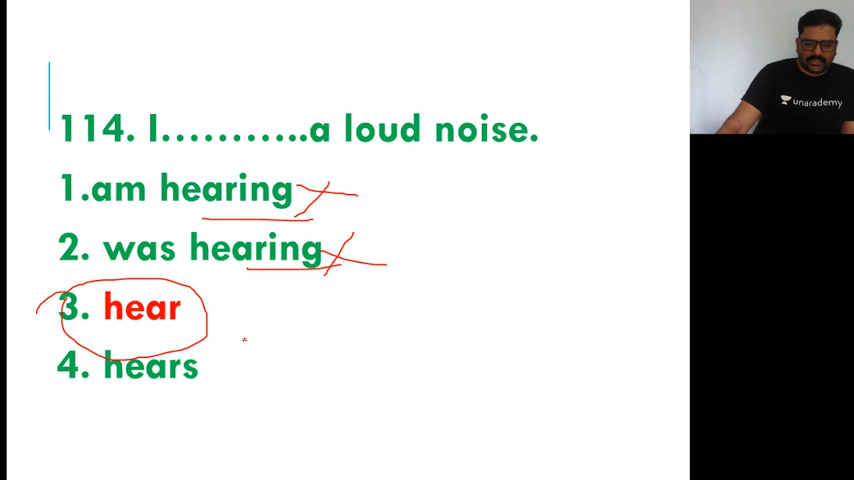 114. I………..a loud noise.
1.am hearing
2. was hearing
3. hear
4. hears
unacademy